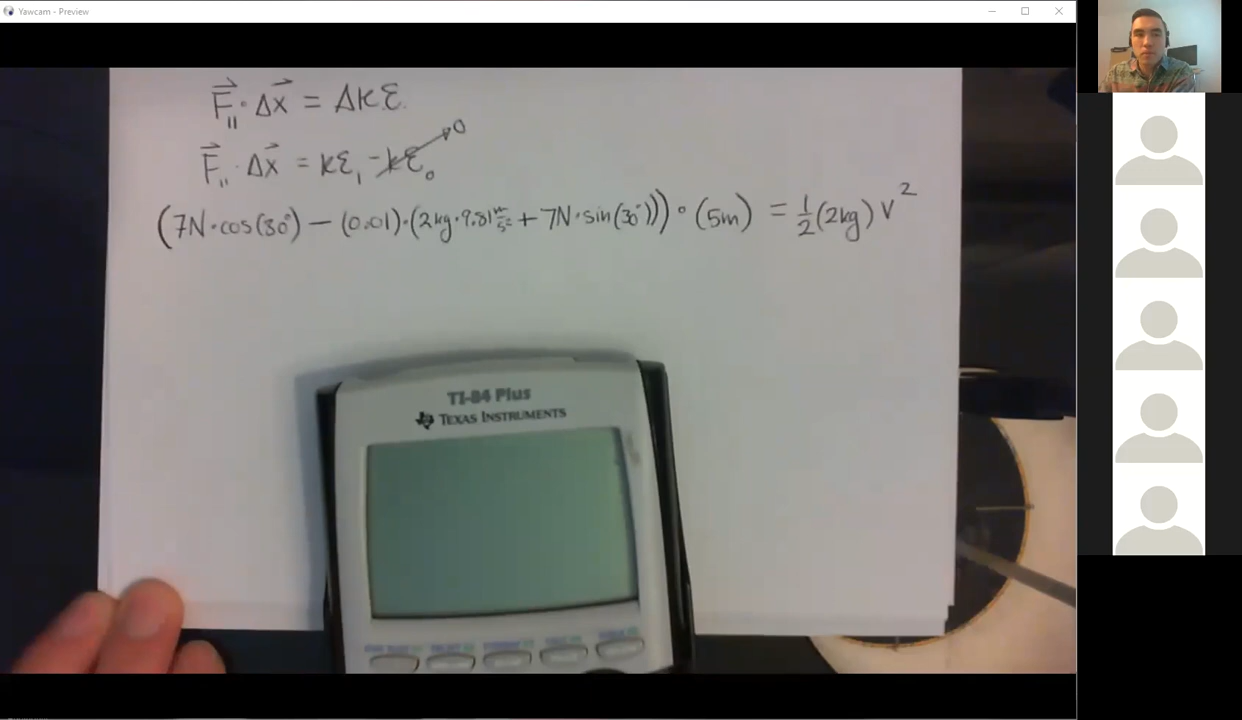 Yawcam - Preview
F⃗∥ · Δx⃗ = ΔKE
F⃗∥ · Δx⃗ = KE₁ - KE₀ → 0
(7N·cos(30°) − (0.01)·(2kg·9.81 m/s² + 7N·sin(30°))) · (5m) = ½(2kg) v²
TI-84 Plus
TEXAS INSTRUMENTS